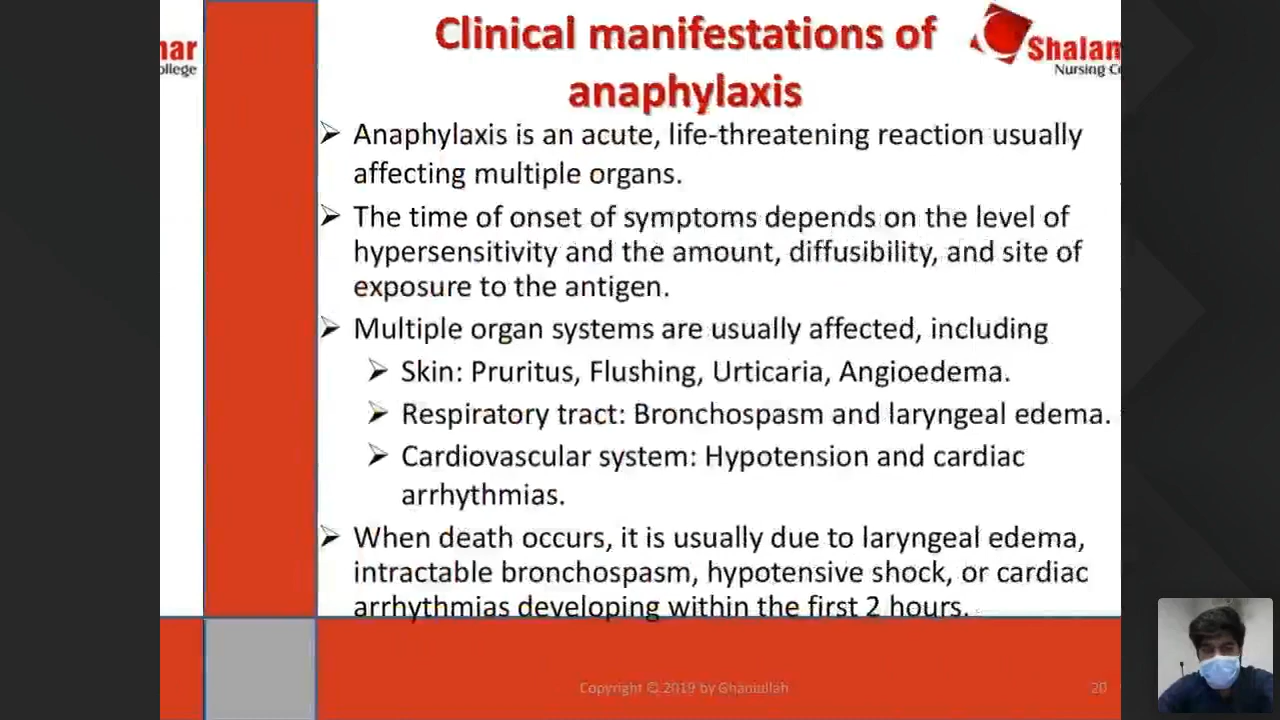 Clinical manifestations of
anaphylaxis
nar
ollege
Shalam
Nursing Co
➢ Anaphylaxis is an acute, life-threatening reaction usually
affecting multiple organs.
➢ The time of onset of symptoms depends on the level of
hypersensitivity and the amount, diffusibility, and site of
exposure to the antigen.
➢ Multiple organ systems are usually affected, including
➢ Skin: Pruritus, Flushing, Urticaria, Angioedema.
➢ Respiratory tract: Bronchospasm and laryngeal edema.
➢ Cardiovascular system: Hypotension and cardiac
arrhythmias.
➢ When death occurs, it is usually due to laryngeal edema,
intractable bronchospasm, hypotensive shock, or cardiac
arrhythmias developing within the first 2 hours.
Copyright © 2019 by Ghaniullah
20